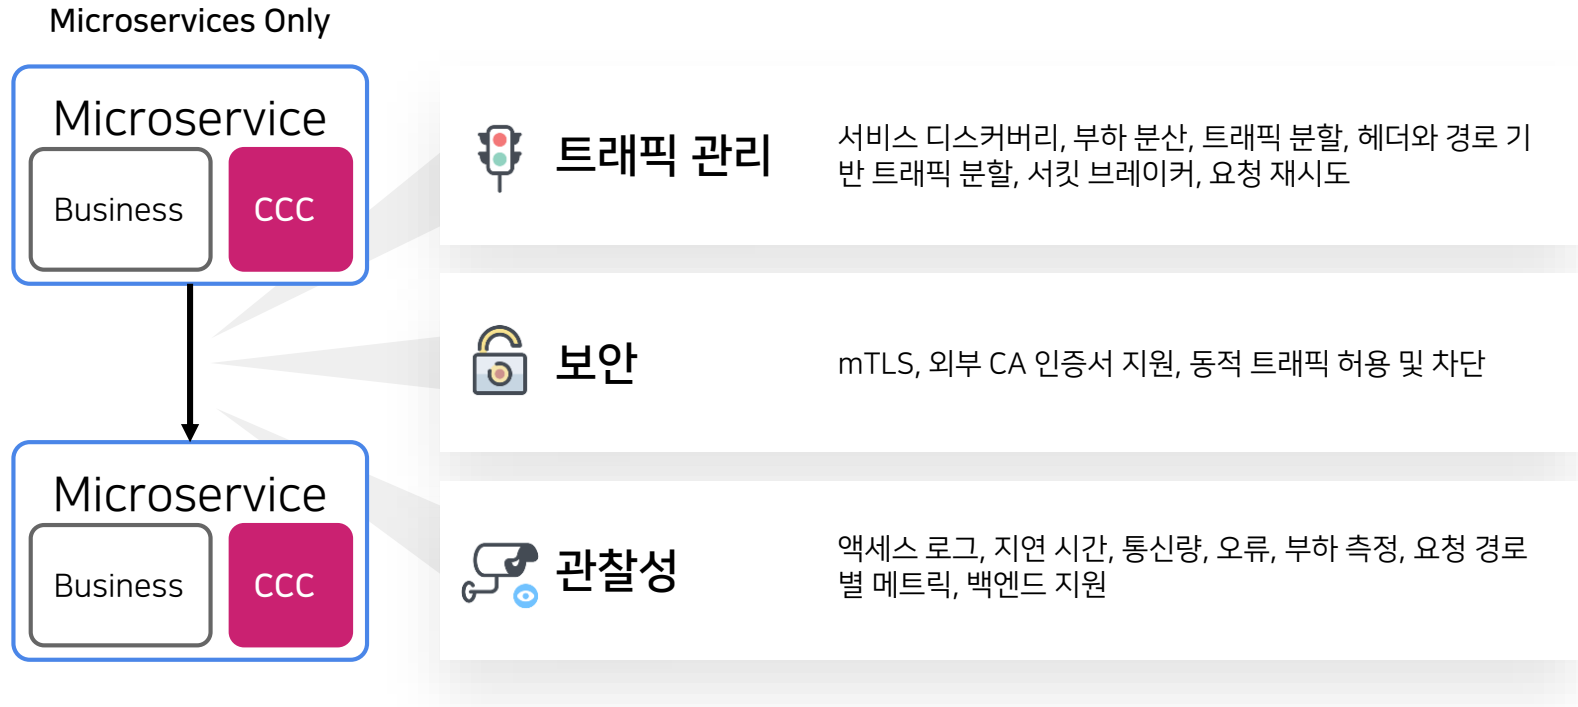 Microservices Only
Microservice
Business
CCC
Microservice
Business
CCC
트래픽 관리
서비스 디스커버리, 부하 분산, 트래픽 분할, 헤더와 경로 기
반 트래픽 분할, 서킷 브레이커, 요청 재시도
보안
mTLS, 외부 CA 인증서 지원, 동적 트래픽 허용 및 차단
관찰성
액세스 로그, 지연 시간, 통신량, 오류, 부하 측정, 요청 경로
별 메트릭, 백엔드 지원